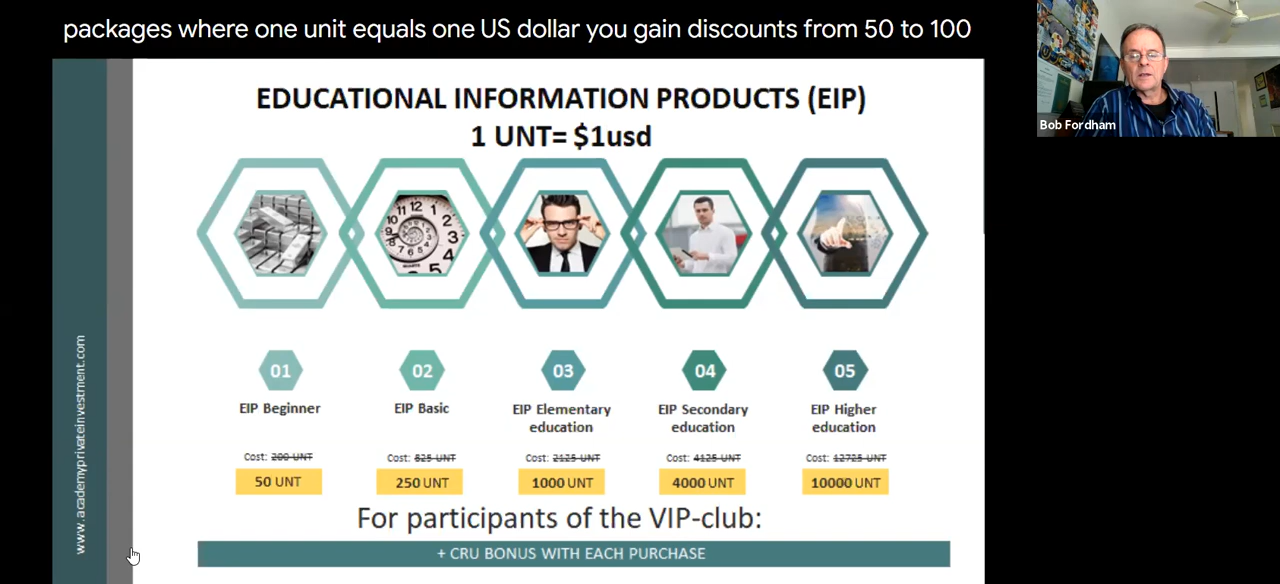 packages where one unit equals one US dollar you gain discounts from 50 to 100
Bob Fordham
EDUCATIONAL INFORMATION PRODUCTS (EIP)
1 UNT= $1usd
01
02
03
04
05
EIP Beginner
EIP Basic
EIP Elementary
education
EIP Secondary
education
EIP Higher
education
Cost: 200 UNT
Cost: 825 UNT
Cost: 2125 UNT
Cost: 4125 UNT
Cost: 12725 UNT
50 UNT
250 UNT
1000 UNT
4000 UNT
10000 UNT
For participants of the VIP-club:
+ CRU BONUS WITH EACH PURCHASE
www.academyprivateinvestment.com